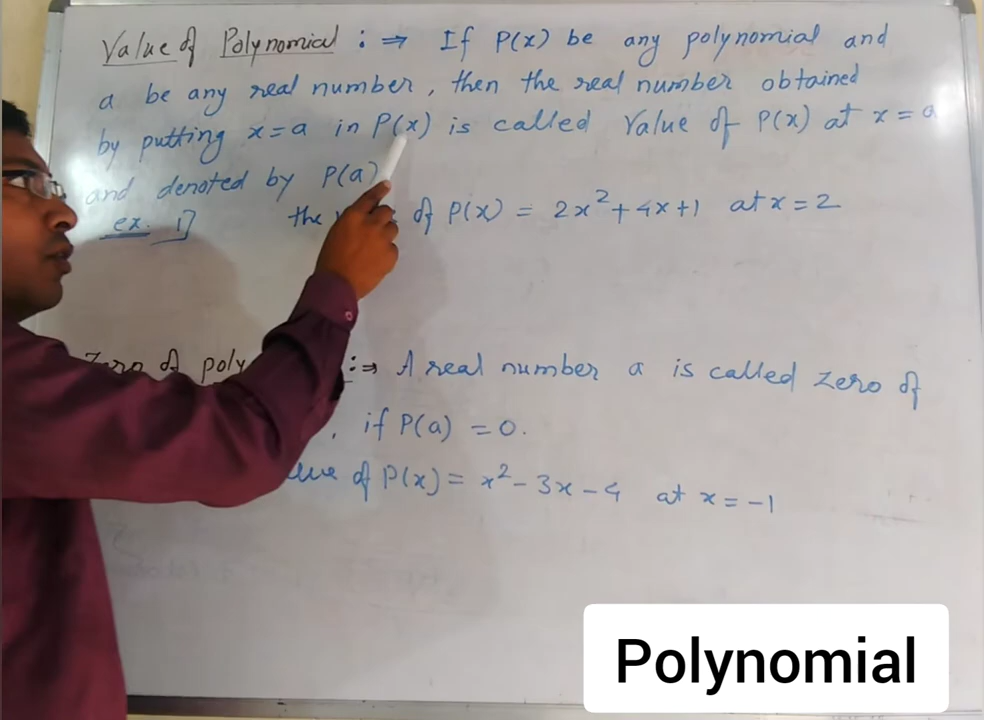 Value of Polynomial : ⇒ If P(x) be any polynomial and
a be any real number, then the real number obtained
by putting x=a in P(x) is called Value of P(x) at x = a
and denoted by P(a)
ex. 1] the of P(x) = 2x²+4x+1 at x = 2
Zero of poly : ⇒ A real number a is called zero of
, if P(a) = 0.
of P(x) = x² - 3x - 4 at x = -1
Polynomial